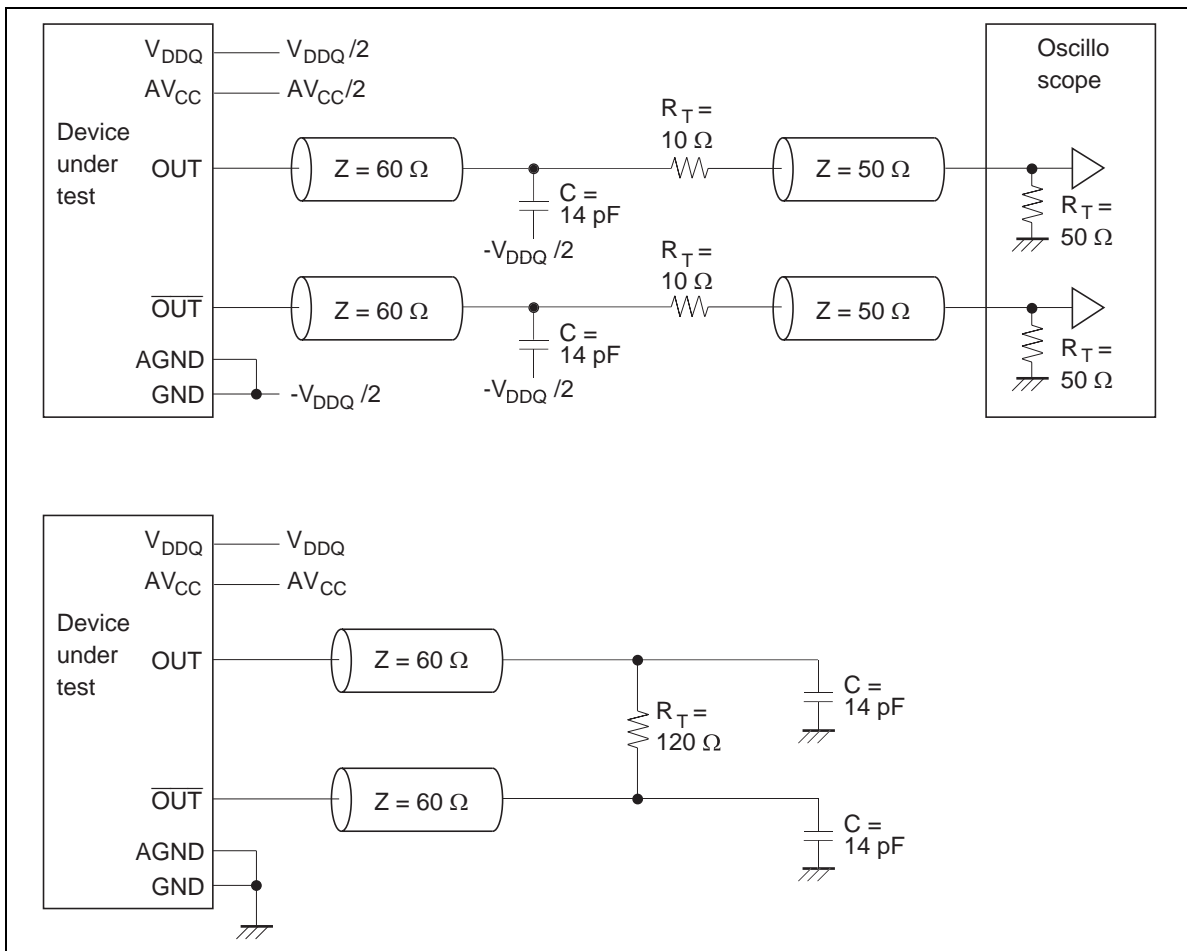 V_DDQ V_DDQ/2
AV_CC AV_CC/2
Device
under
test
OUT
Z = 60 Ω
C =
14 pF
-V_DDQ/2
R_T =
10 Ω
Z = 50 Ω
Oscillo
scope
R_T =
50 Ω
O̅U̅T̅
Z = 60 Ω
C =
14 pF
-V_DDQ/2
R_T =
10 Ω
Z = 50 Ω
R_T =
50 Ω
AGND
GND -V_DDQ/2
V_DDQ V_DDQ
AV_CC AV_CC
Device
under
test
OUT
Z = 60 Ω
C =
14 pF
R_T =
120 Ω
O̅U̅T̅
Z = 60 Ω
C =
14 pF
AGND
GND